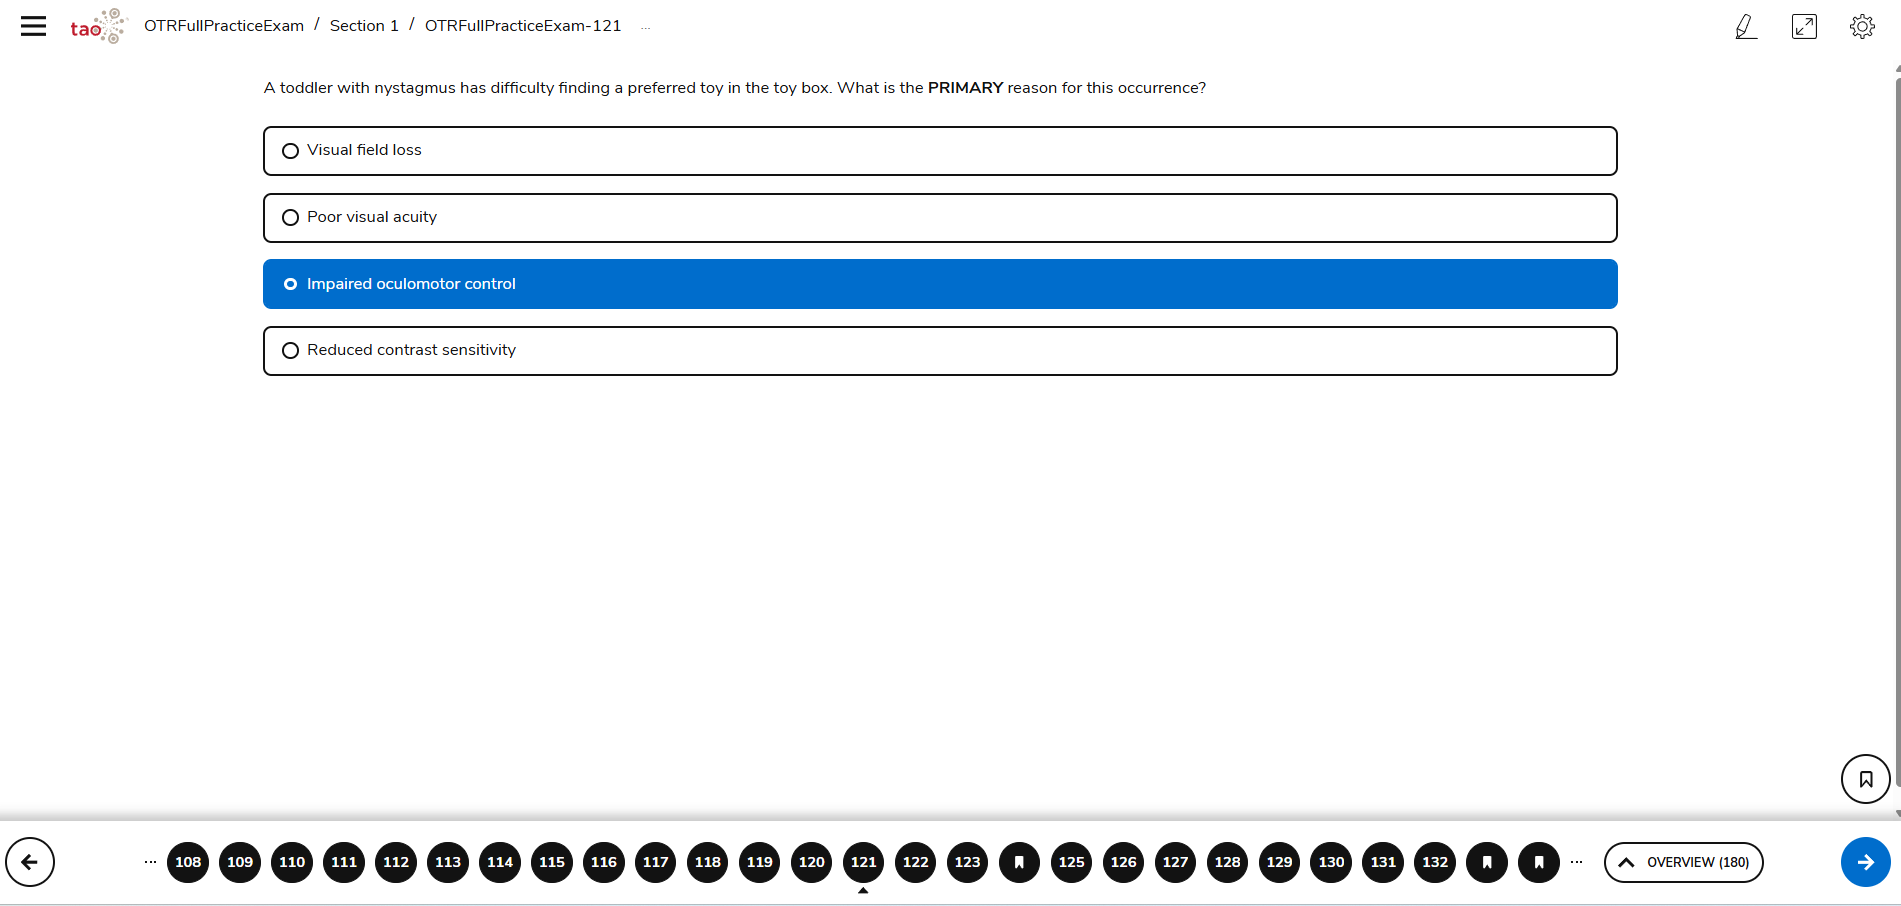 tao
OTRFullPracticeExam / Section 1 / OTRFullPracticeExam-121 ...
A toddler with nystagmus has difficulty finding a preferred toy in the toy box. What is the PRIMARY reason for this occurrence?
Visual field loss
Poor visual acuity
Impaired oculomotor control
Reduced contrast sensitivity
... 108 109 110 111 112 113 114 115 116 117 118 119 120 121 122 123 125 126 127 128 129 130 131 132 ... OVERVIEW (180)